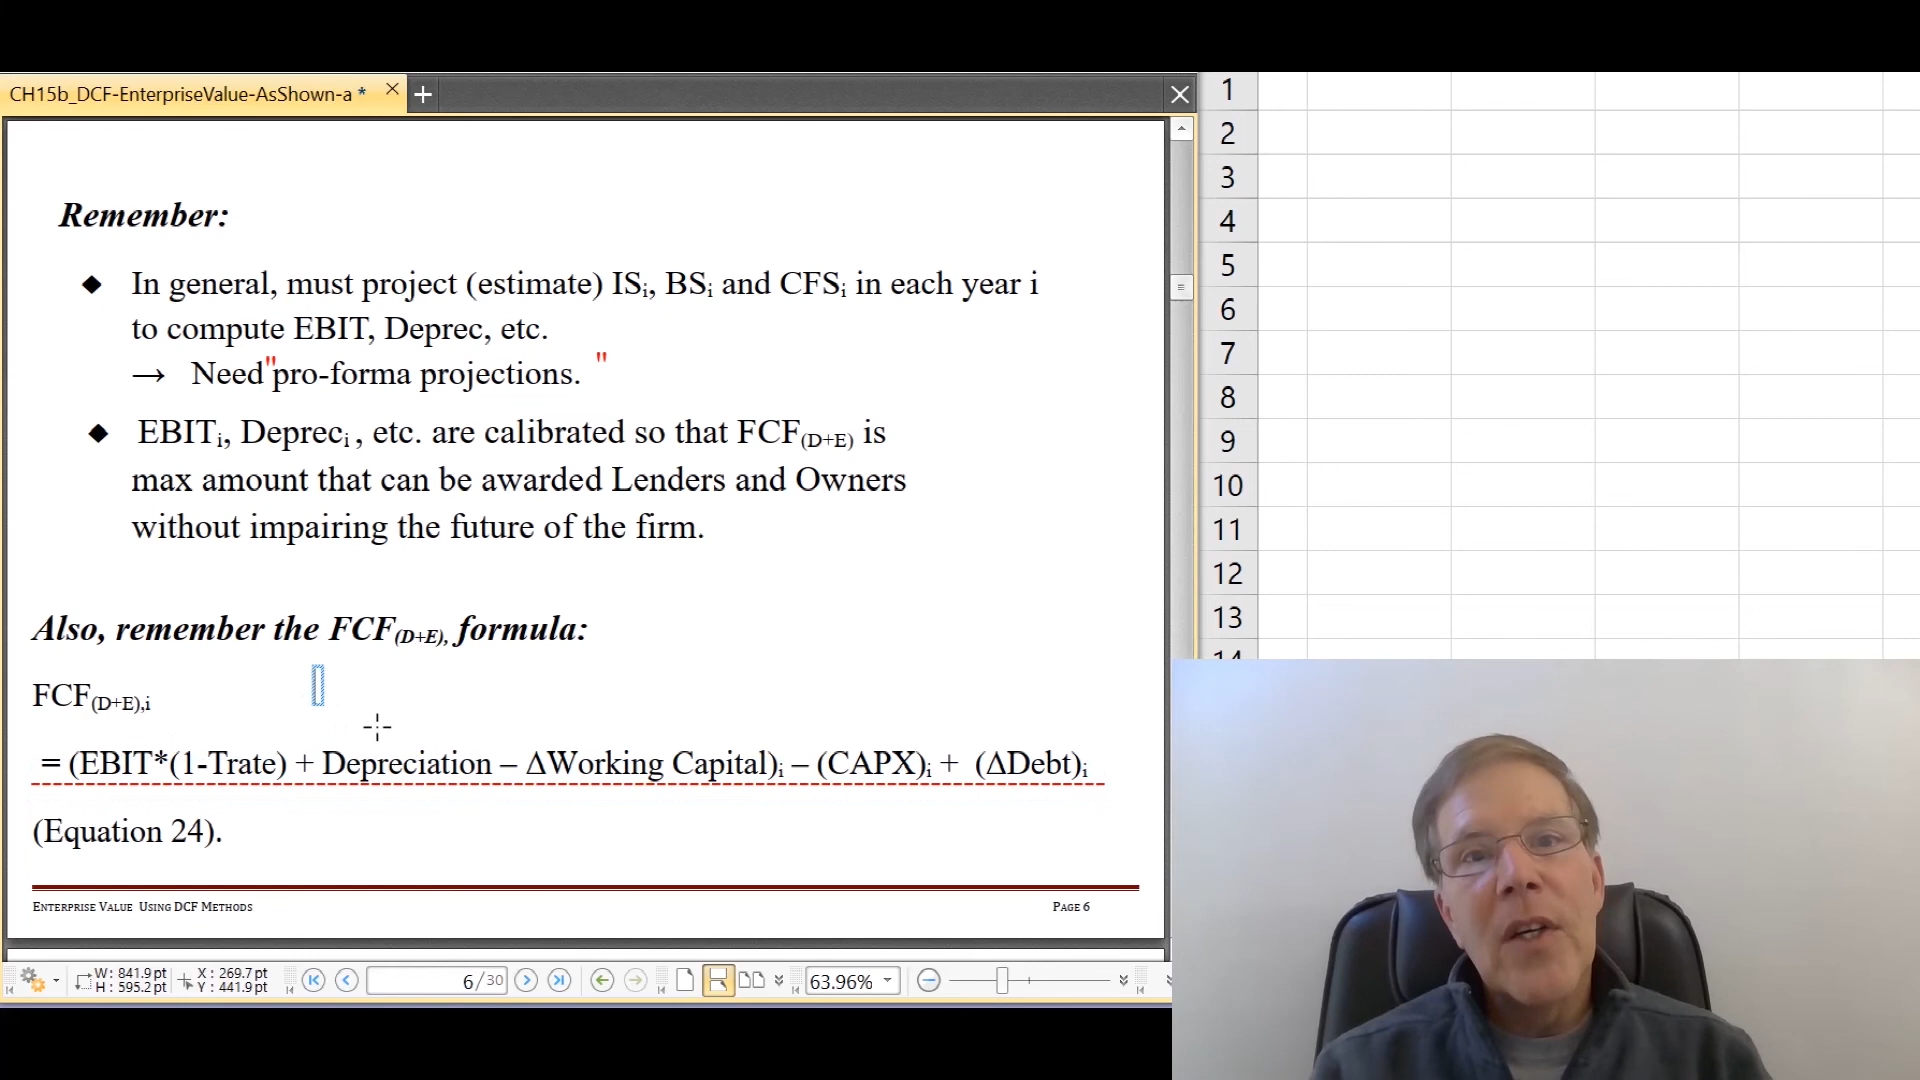 CH15b_DCF-EnterpriseValue-AsShown-a *
Remember:
◆ In general, must project (estimate) ISi, BSi and CFSi in each year i
to compute EBIT, Deprec, etc.
→ Need "pro-forma projections. "
◆ EBITi, Depreci , etc. are calibrated so that FCF(D+E) is
max amount that can be awarded Lenders and Owners
without impairing the future of the firm.
Also, remember the FCF(D+E), formula:
FCF(D+E),i
= (EBIT*(1-Trate) + Depreciation – ΔWorking Capital)i – (CAPX)i + (ΔDebt)i
(Equation 24).
ENTERPRISE VALUE USING DCF METHODS PAGE 6
W: 841.9 pt
H: 595.2 pt
X: 269.7 pt
Y: 441.9 pt
6 / 30
63.96%
1
2
3
4
5
6
7
8
9
10
11
12
13
14